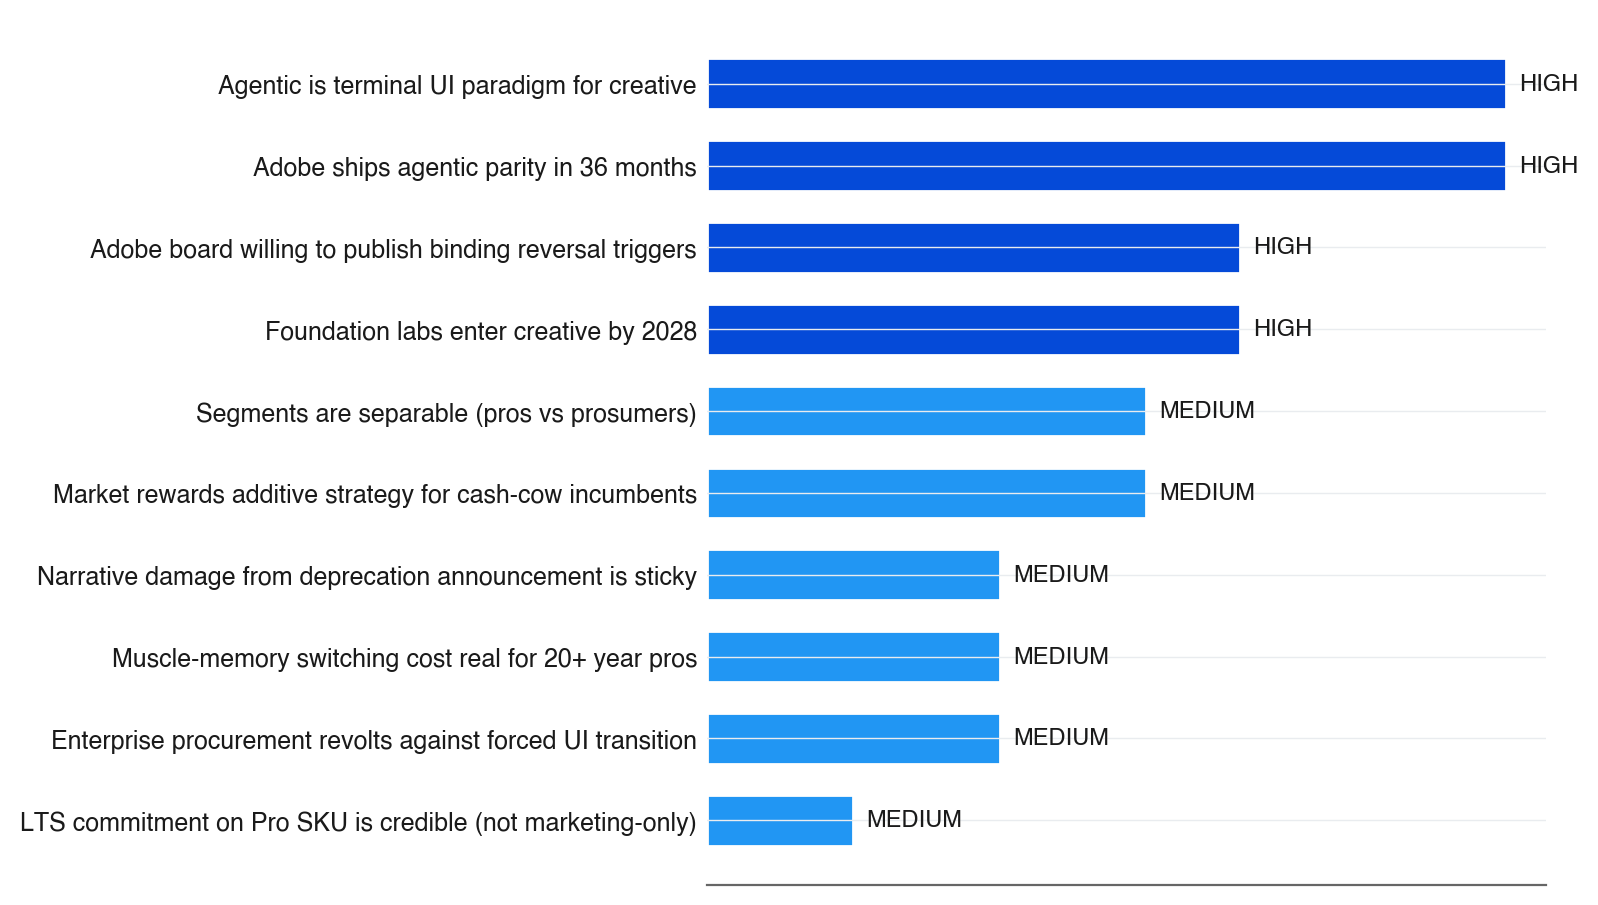 Agentic is terminal UI paradigm for creative HIGH
Adobe ships agentic parity in 36 months HIGH
Adobe board willing to publish binding reversal triggers HIGH
Foundation labs enter creative by 2028 HIGH
Segments are separable (pros vs prosumers) MEDIUM
Market rewards additive strategy for cash-cow incumbents MEDIUM
Narrative damage from deprecation announcement is sticky MEDIUM
Muscle-memory switching cost real for 20+ year pros MEDIUM
Enterprise procurement revolts against forced UI transition MEDIUM
LTS commitment on Pro SKU is credible (not marketing-only) MEDIUM